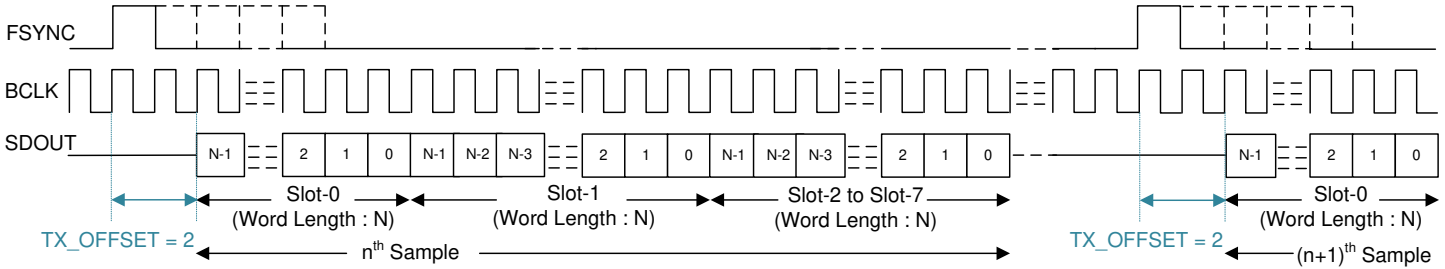 FSYNC
BCLK
SDOUT
N-1 2 1 0 N-1 N-2 N-3 2 1 0 N-1 N-2 N-3 2 1 0 N-1 2 1 0
Slot-0
(Word Length : N)
Slot-1
(Word Length : N)
Slot-2 to Slot-7
(Word Length : N)
Slot-0
(Word Length : N)
TX_OFFSET = 2
nth Sample
TX_OFFSET = 2
(n+1)th Sample